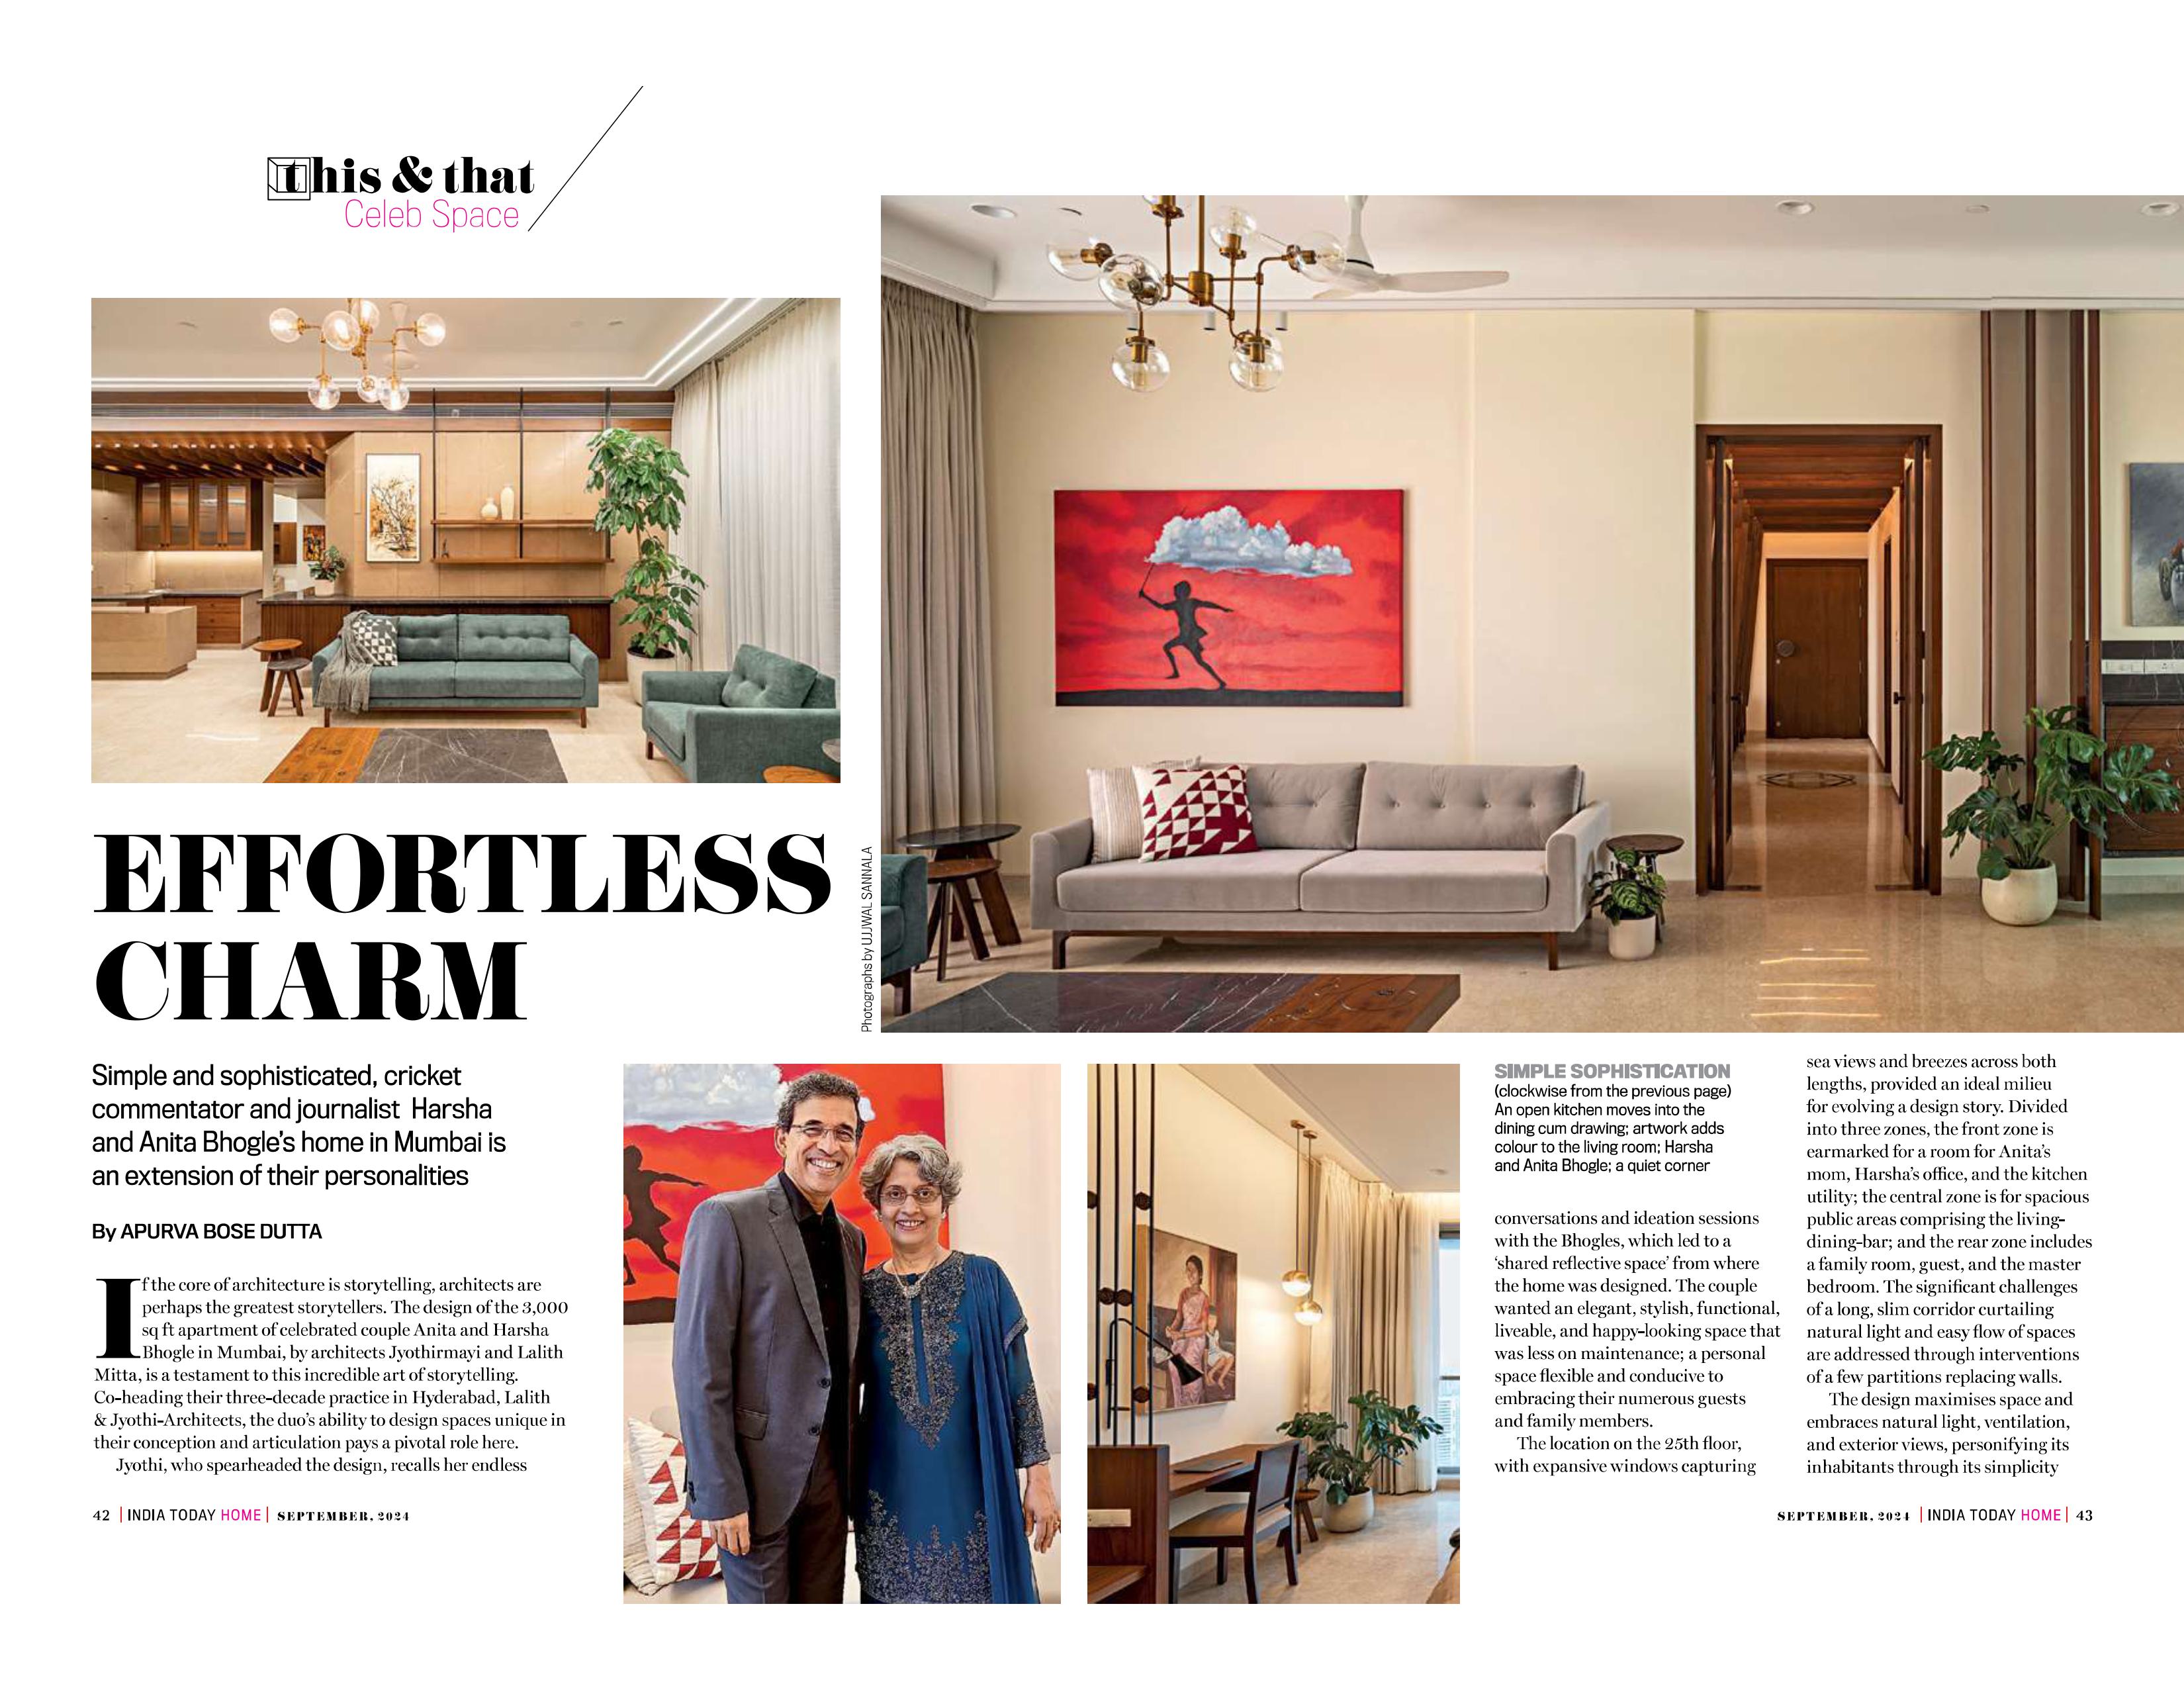 this & that
Celeb Space
EFFORTLESS
CHARM
Simple and sophisticated, cricket
commentator and journalist Harsha
and Anita Bhogle's home in Mumbai is
an extension of their personalities
By APURVA BOSE DUTTA
If the core of architecture is storytelling, architects are
perhaps the greatest storytellers. The design of the 3,000
sq ft apartment of celebrated couple Anita and Harsha
Bhogle in Mumbai, by architects Jyothirmayi and Lalith
Mitta, is a testament to this incredible art of storytelling.
Co-heading their three-decade practice in Hyderabad, Lalith
& Jyothi-Architects, the duo's ability to design spaces unique in
their conception and articulation pays a pivotal role here.
Jyothi, who spearheaded the design, recalls her endless
42 | INDIA TODAY HOME | SEPTEMBER, 2024
Photographs by UJJWAL SANNALA
SIMPLE SOPHISTICATION
(clockwise from the previous page)
An open kitchen moves into the
dining cum drawing; artwork adds
colour to the living room; Harsha
and Anita Bhogle; a quiet corner
conversations and ideation sessions
with the Bhogles, which led to a
'shared reflective space' from where
the home was designed. The couple
wanted an elegant, stylish, functional,
liveable, and happy-looking space that
was less on maintenance; a personal
space flexible and conducive to
embracing their numerous guests
and family members.
The location on the 25th floor,
with expansive windows capturing
sea views and breezes across both
lengths, provided an ideal milieu
for evolving a design story. Divided
into three zones, the front zone is
earmarked for a room for Anita's
mom, Harsha's office, and the kitchen
utility; the central zone is for spacious
public areas comprising the living-
dining-bar; and the rear zone includes
a family room, guest, and the master
bedroom. The significant challenges
of a long, slim corridor curtailing
natural light and easy flow of spaces
are addressed through interventions
of a few partitions replacing walls.
The design maximises space and
embraces natural light, ventilation,
and exterior views, personifying its
inhabitants through its simplicity
SEPTEMBER, 2024 | INDIA TODAY HOME | 43